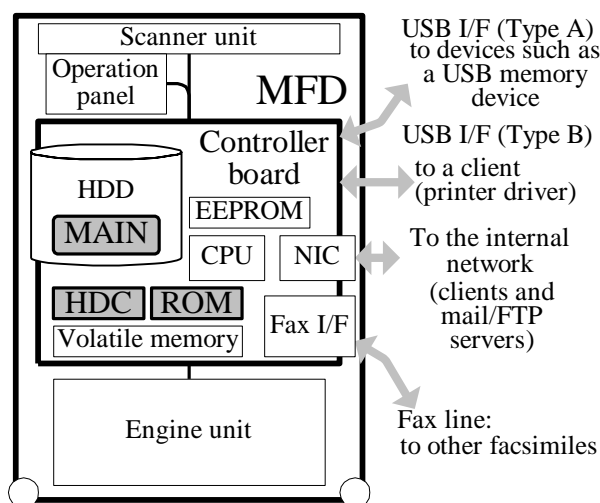 Scanner unit
Operation
panel
MFD
Controller
board
HDD
MAIN
EEPROM
CPU
NIC
HDC
ROM
Volatile memory
Fax I/F
Engine unit
USB I/F (Type A)
to devices such as
a USB memory
device
USB I/F (Type B)
to a client
(printer driver)
To the internal
network
(clients and
mail/FTP
servers)
Fax line:
to other facsimiles